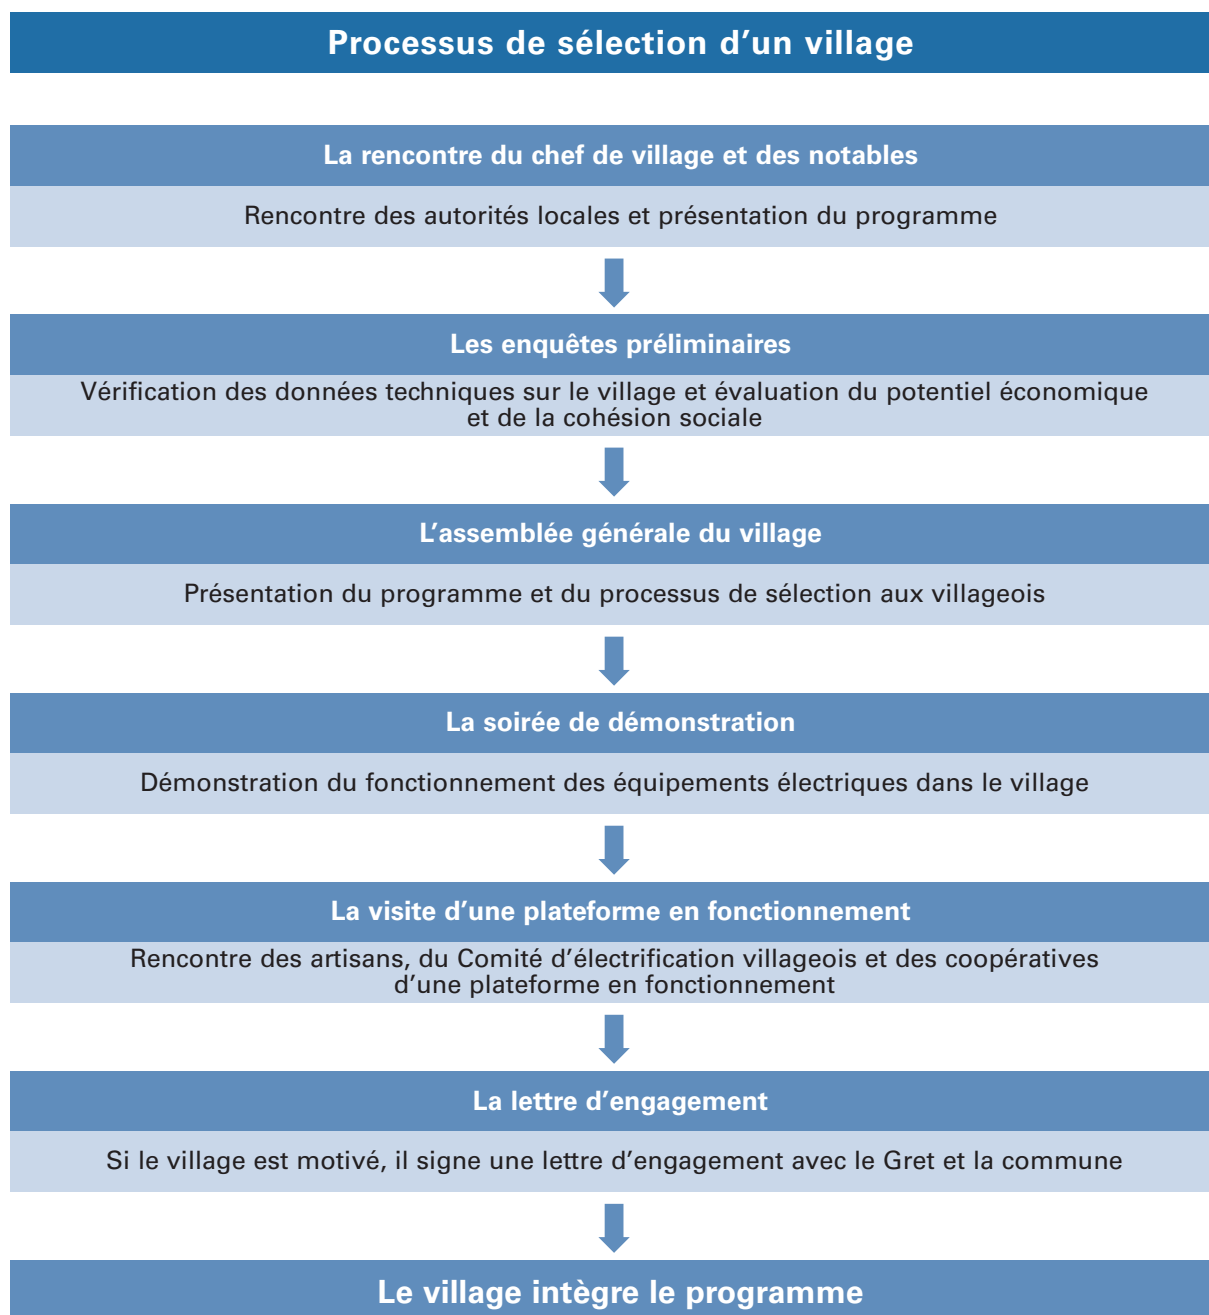 Processus de sélection d’un village
La rencontre du chef de village et des notables
Rencontre des autorités locales et présentation du programme
Les enquêtes préliminaires
Vérification des données techniques sur le village et évaluation du potentiel économique
et de la cohésion sociale
L’assemblée générale du village
Présentation du programme et du processus de sélection aux villageois
La soirée de démonstration
Démonstration du fonctionnement des équipements électriques dans le village
La visite d’une plateforme en fonctionnement
Rencontre des artisans, du Comité d’électrification villageois et des coopératives
d’une plateforme en fonctionnement
La lettre d’engagement
Si le village est motivé, il signe une lettre d’engagement avec le Gret et la commune
Le village intègre le programme